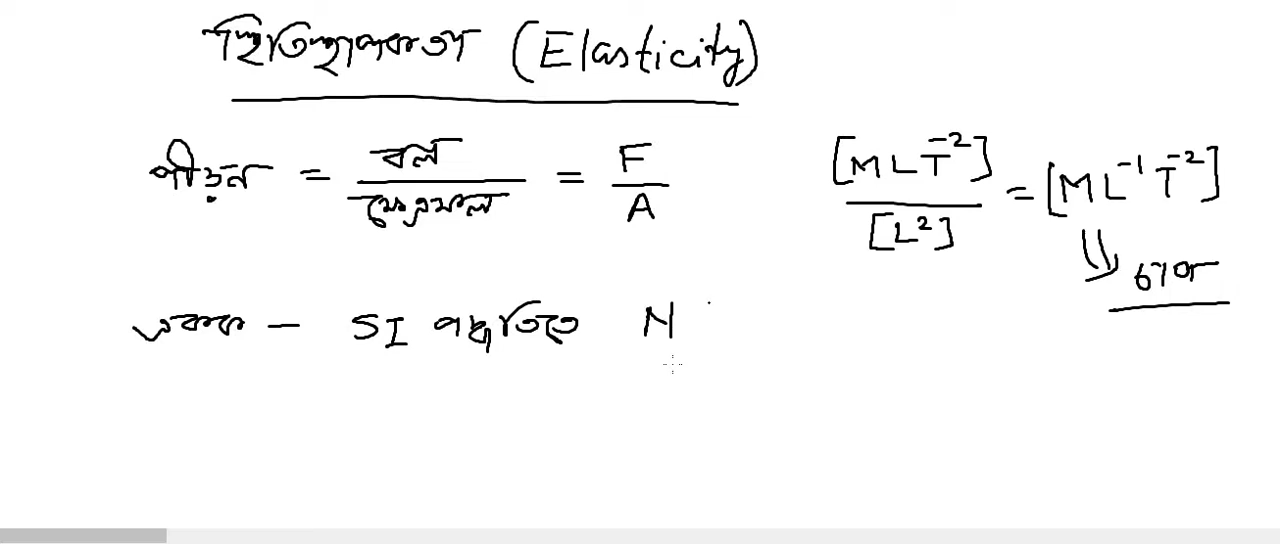 স্থিতিস্থাপকতা (Elasticity)
পীড়ন = বল / ক্ষেত্রফল = F / A
[MLT⁻²] / [L²] = [ML⁻¹T⁻²]
একক - SI পদ্ধতিতে N